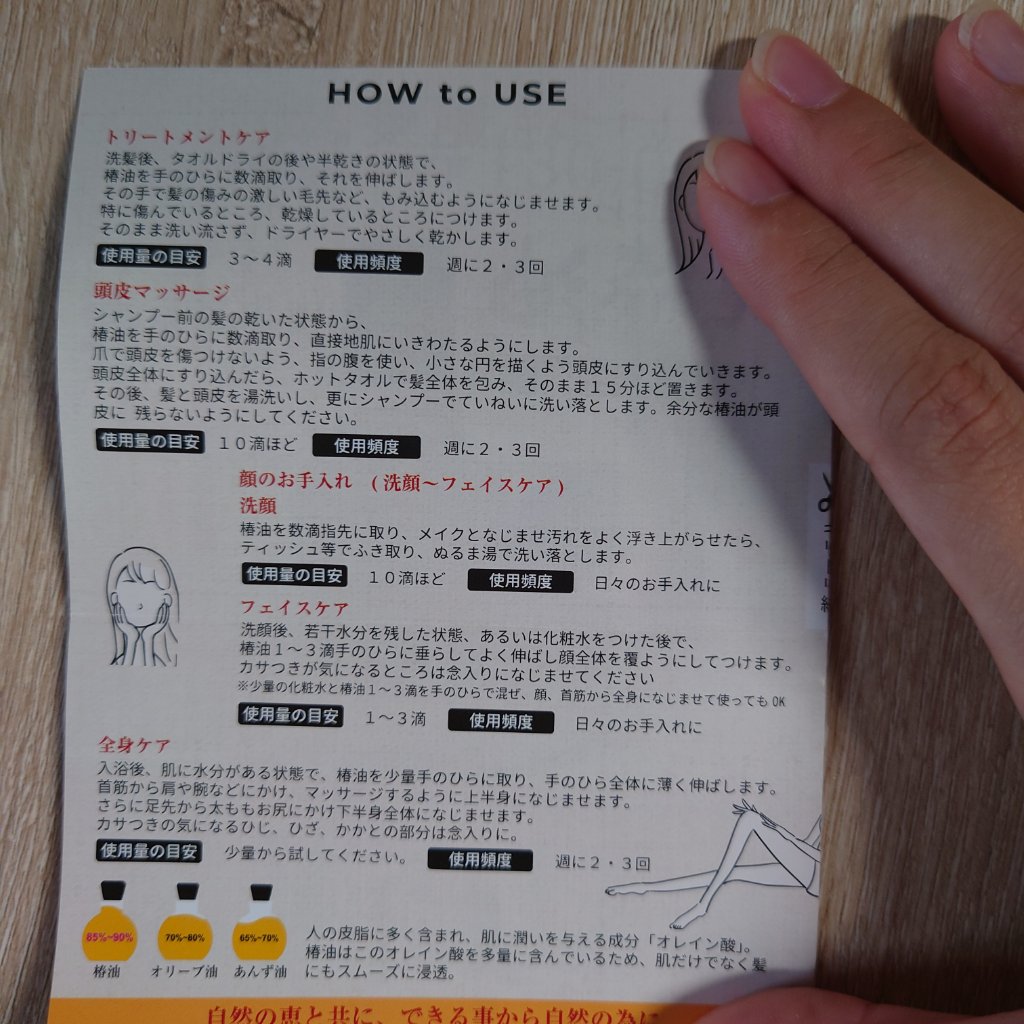 HOW to USE
トリートメントケア
洗髪後、タオルドライの後や半乾きの状態で、
椿油を手のひらに数滴取り、それを伸ばします。
その手で髪の傷みの激しい毛先など、もみ込むようになじませます。
特に傷んでいるところ、乾燥しているところにつけます。
そのまま洗い流さず、ドライヤーでやさしく乾かします。
使用量の目安 3〜4滴 使用頻度 週に2・3回
頭皮マッサージ
シャンプー前の髪の乾いた状態から、
椿油を手のひらに数滴取り、直接地肌にいきわたるようにします。
爪で頭皮を傷つけないよう、指の腹を使い、小さな円を描くよう頭皮にすり込んでいきます。
頭皮全体にすり込んだら、ホットタオルで髪全体を包み、そのまま15分ほど置きます。
その後、髪と頭皮を湯洗いし、更にシャンプーでていねいに洗い落とします。余分な椿油が頭
皮に 残らないようにしてください。
使用量の目安 10滴ほど 使用頻度 週に2・3回
顔のお手入れ (洗顔〜フェイスケア)
洗顔
椿油を数滴指先に取り、メイクとなじませ汚れをよく浮き上がらせたら、
ティッシュ等でふき取り、ぬるま湯で洗い落とします。
使用量の目安 10滴ほど 使用頻度 日々のお手入れに
フェイスケア
洗顔後、若干水分を残した状態、あるいは化粧水をつけた後で、
椿油1〜3滴手のひらに垂らしてよく伸ばし顔全体を覆ようにしてつけます。
カサつきが気になるところは念入りになじませてください
※少量の化粧水と椿油1〜3滴を手のひらで混ぜ、顔、首筋から全身になじませて使ってもOK
使用量の目安 1〜3滴 使用頻度 日々のお手入れに
全身ケア
入浴後、肌に水分がある状態で、椿油を少量手のひらに取り、手のひら全体に薄く伸ばします。
首筋から肩や腕などにかけ、マッサージするように上半身になじませます。
さらに足先から太ももお尻にかけ下半身全体になじませます。
カサつきの気になるひじ、ひざ、かかとの部分は念入りに。
使用量の目安 少量から試してください。 使用頻度 週に2・3回
85%~90% 70%~80% 65%~70%
椿油 オリーブ油 あんず油
人の皮脂に多く含まれ、肌に潤いを与える成分「オレイン酸」。
椿油はこのオレイン酸を多量に含んでいるため、肌だけでなく髪
にもスムーズに浸透。
自然の恵と共に、できる事から自然の為に